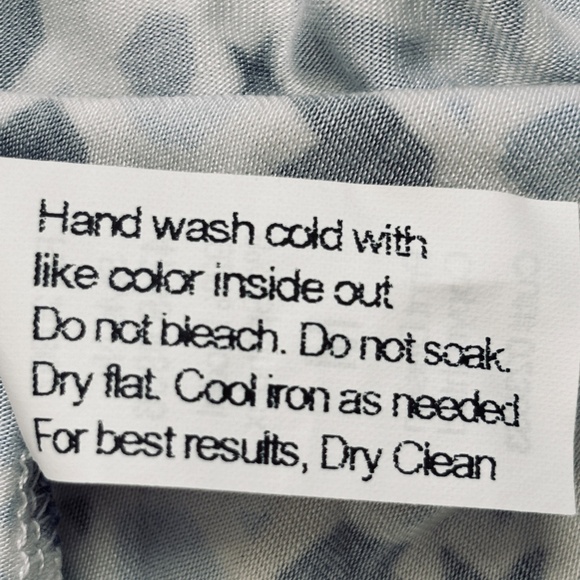 Hand wash cold with
like color inside out
Do not bleach. Do not soak.
Dry flat. Cool iron as needed
For best results, Dry Clean